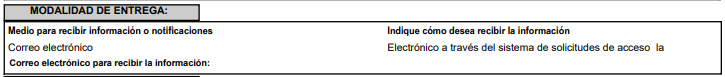 MODALIDAD DE ENTREGA:
Medio para recibir información o notificaciones
Indique cómo desea recibir la información
Correo electrónico
Electrónico a través del sistema de solicitudes de acceso la
Correo electrónico para recibir la información: